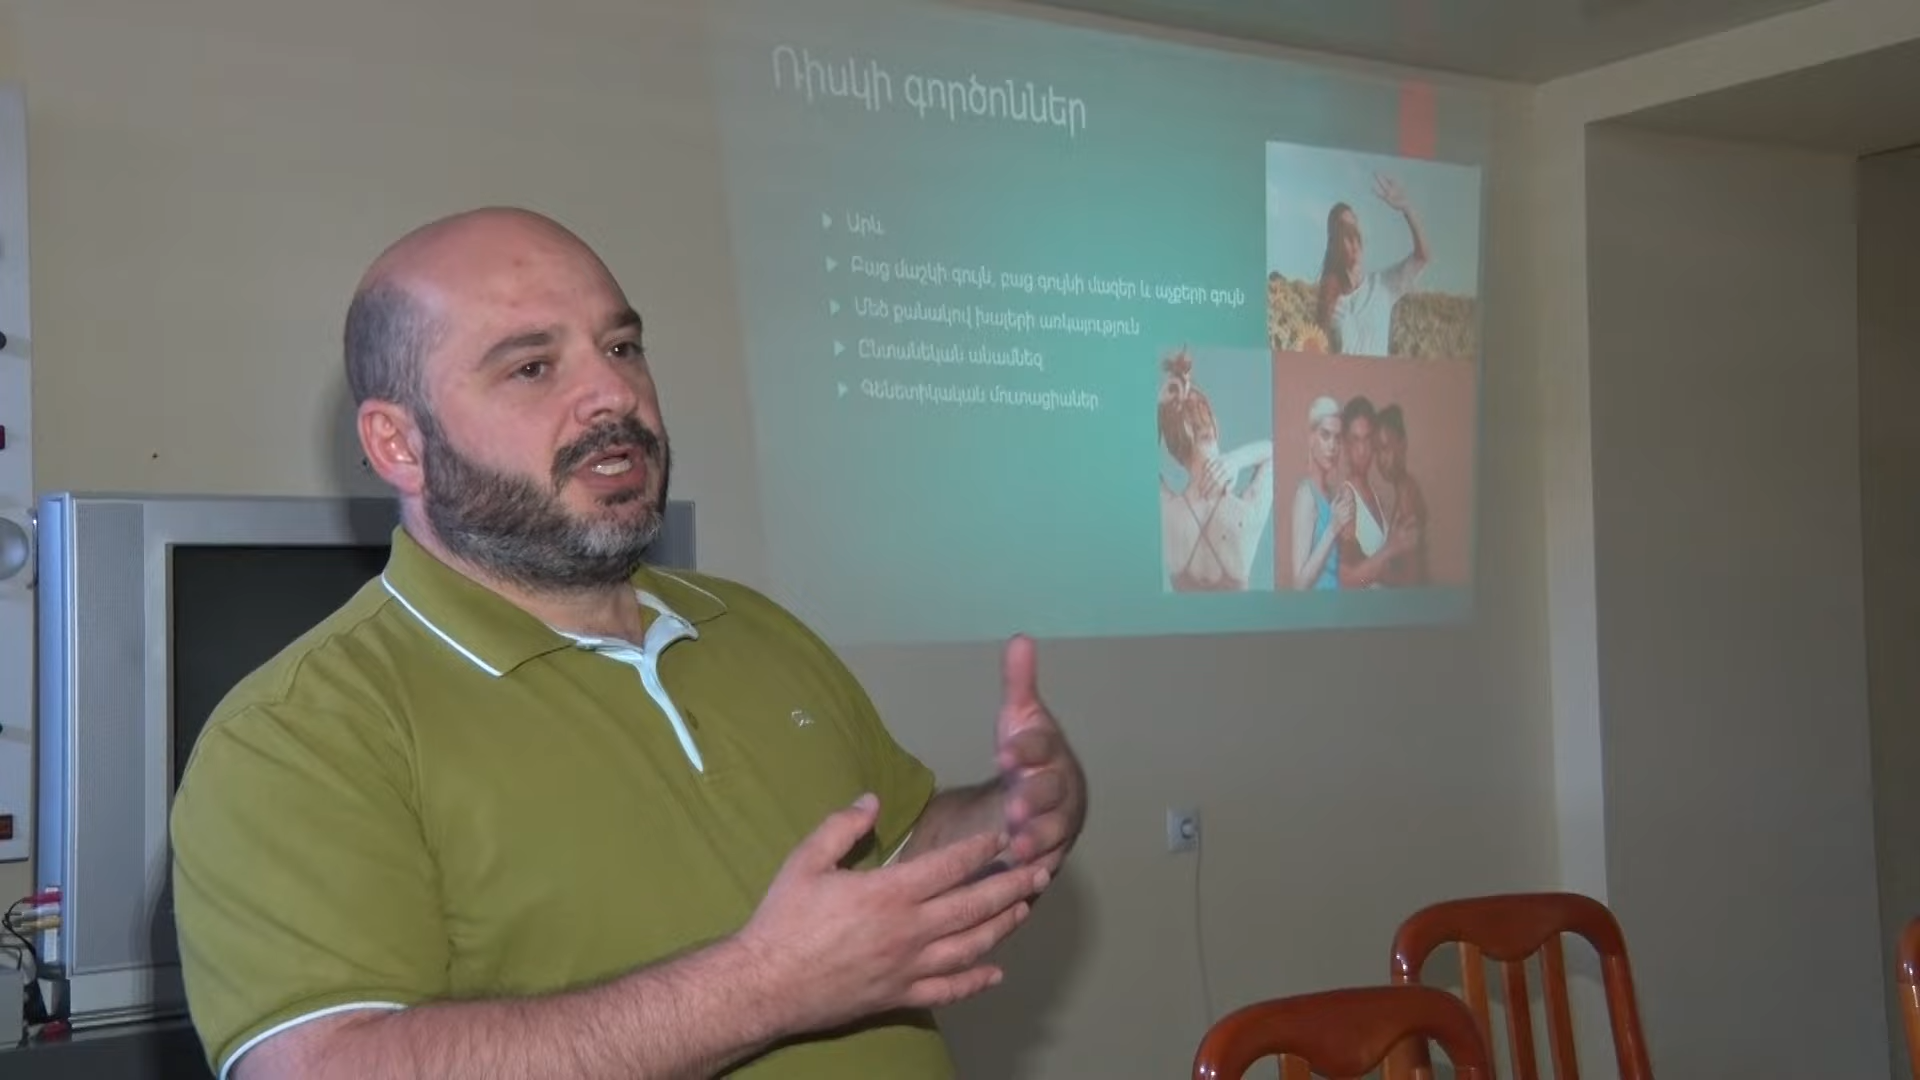 Ռիսկի գործոններ
Արև
Բաց մաշկի գույն, բաց գույնի մազեր և աչքերի գույն
Մեծ քանակով խալերի առկայություն
Ընտանեկան անամնեզ
Գենետիկական մուտացիաներ